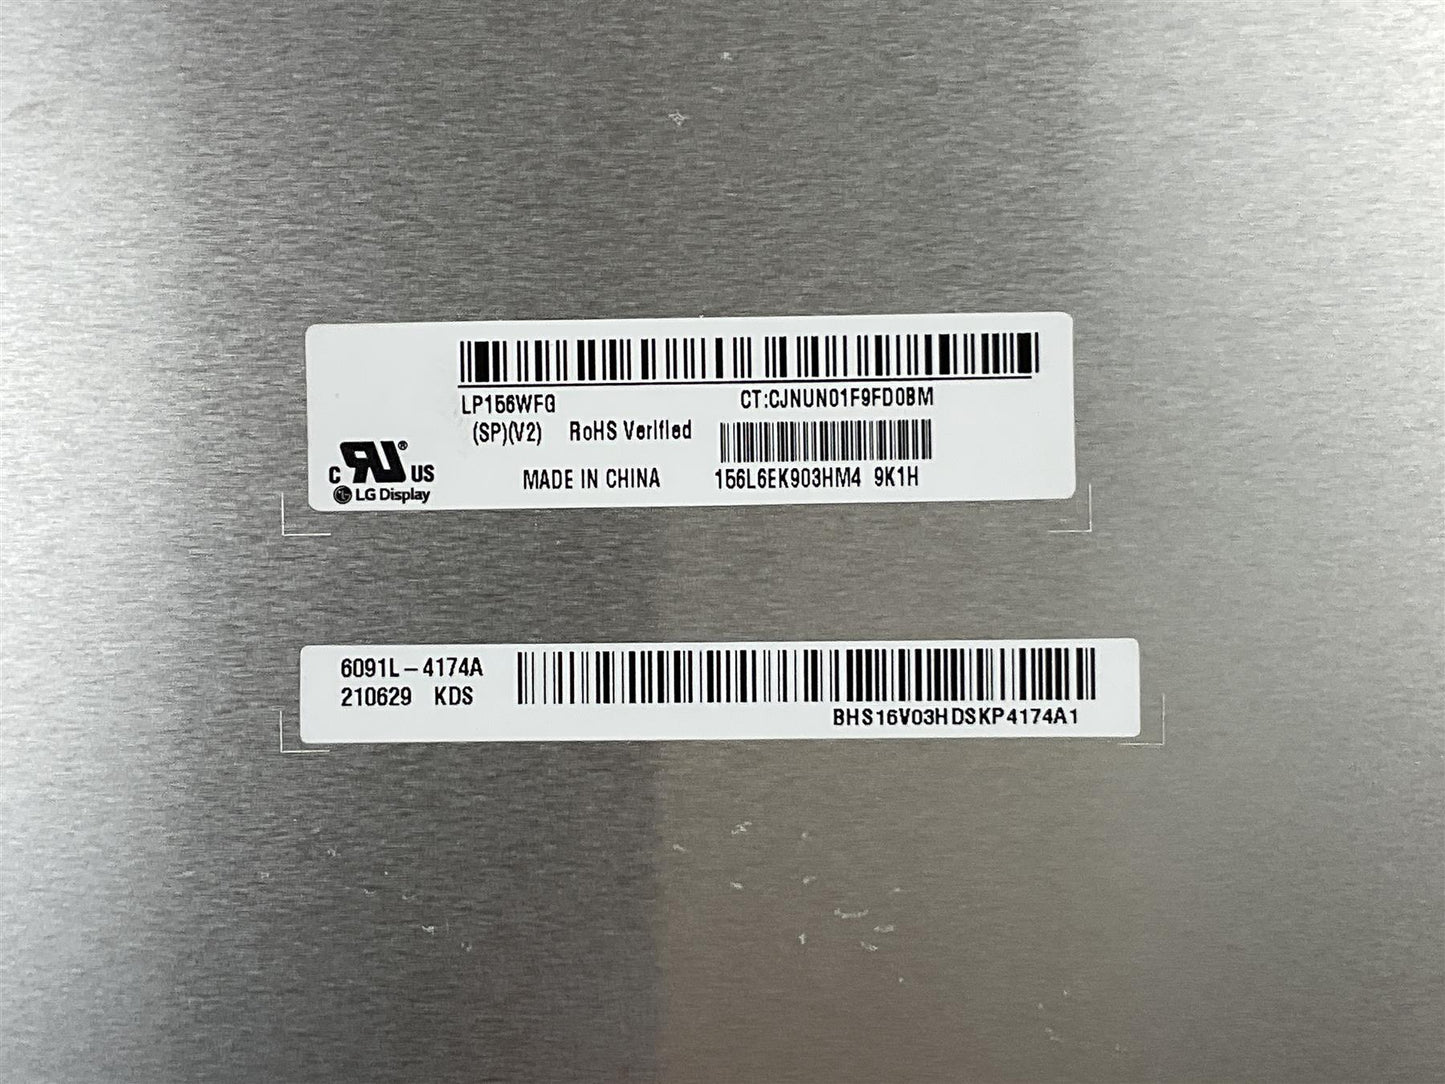 LP156WFG CT:CJNUN01F9FD0BM
(SP)(V2) RoHS Verified
c RU ® US
MADE IN CHINA 156L6EK903HM4 9K1H
LG Display
6091L-4174A
210629 KDS
BHS16V03HDSKP4174A1